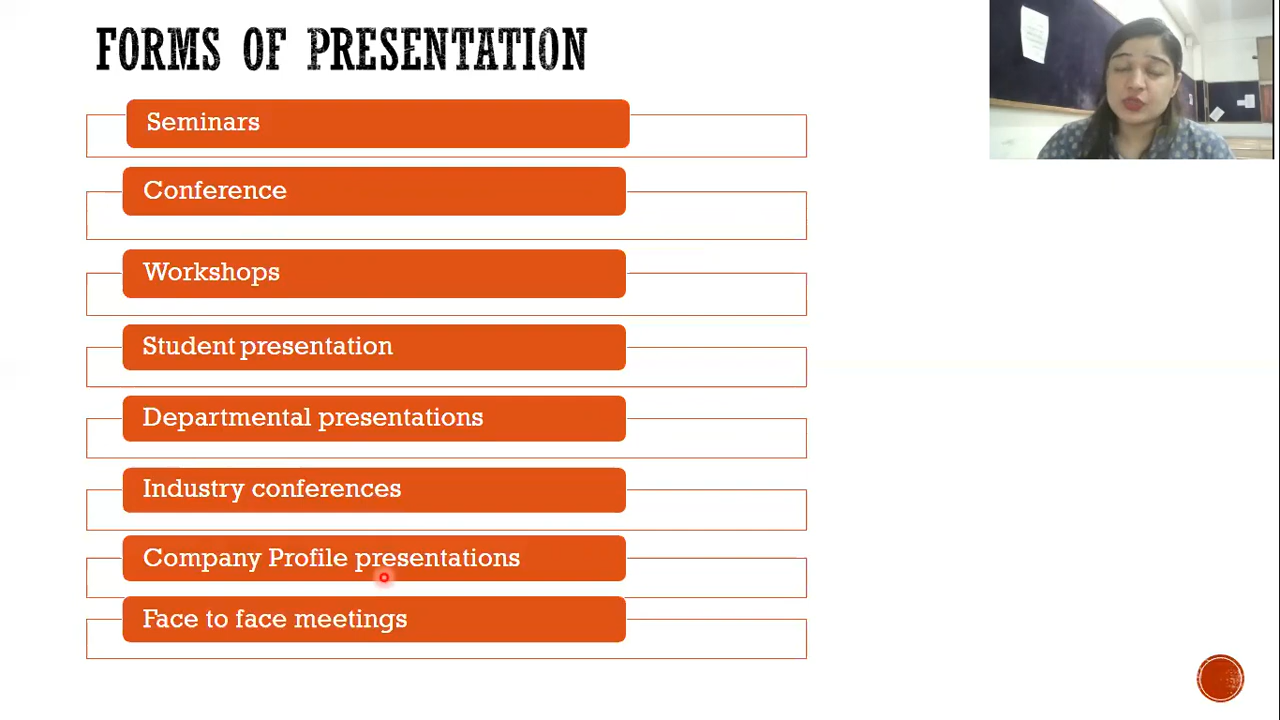 FORMS OF PRESENTATION
Seminars
Conference
Workshops
Student presentation
Departmental presentations
Industry conferences
Company Profile presentations
Face to face meetings